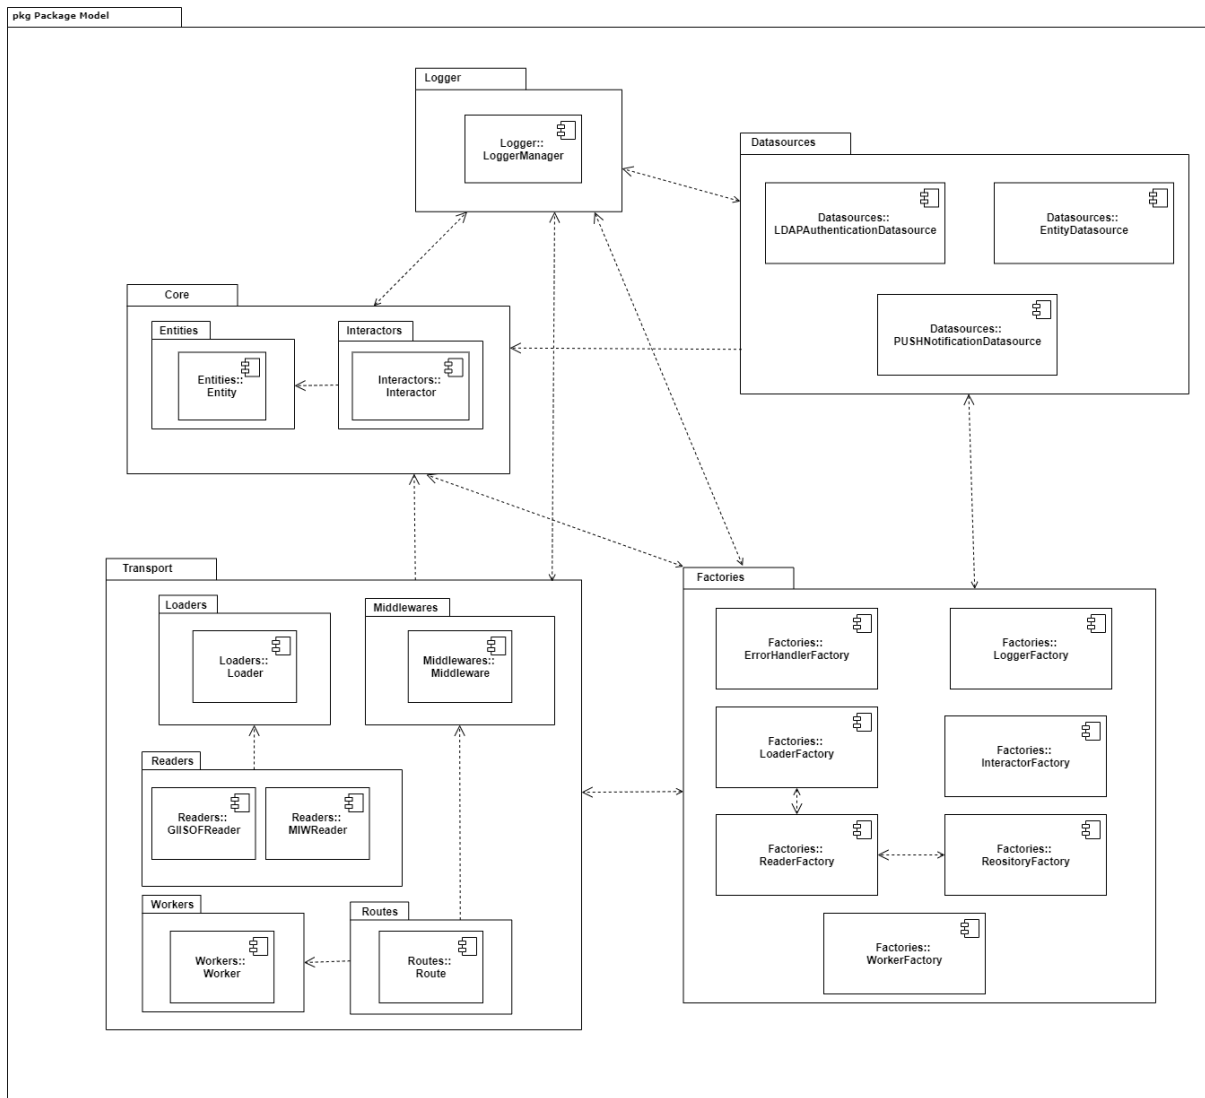 pkg Package Model
Logger
Logger::
LoggerManager
Datasources
Datasources::
LDAPAuthenticationDatasource
Datasources::
EntityDatasource
Datasources::
PUSHNotificationDatasource
Core
Entities
Entities::
Entity
Interactors
Interactors::
Interactor
Transport
Loaders
Loaders::
Loader
Middlewares
Middlewares::
Middleware
Readers
Readers::
GIISOFReader
Readers::
MIWReader
Workers
Workers::
Worker
Routes
Routes::
Route
Factories
Factories::
ErrorHandlerFactory
Factories::
LoggerFactory
Factories::
LoaderFactory
Factories::
InteractorFactory
Factories::
ReaderFactory
Factories::
ReositoryFactory
Factories::
WorkerFactory